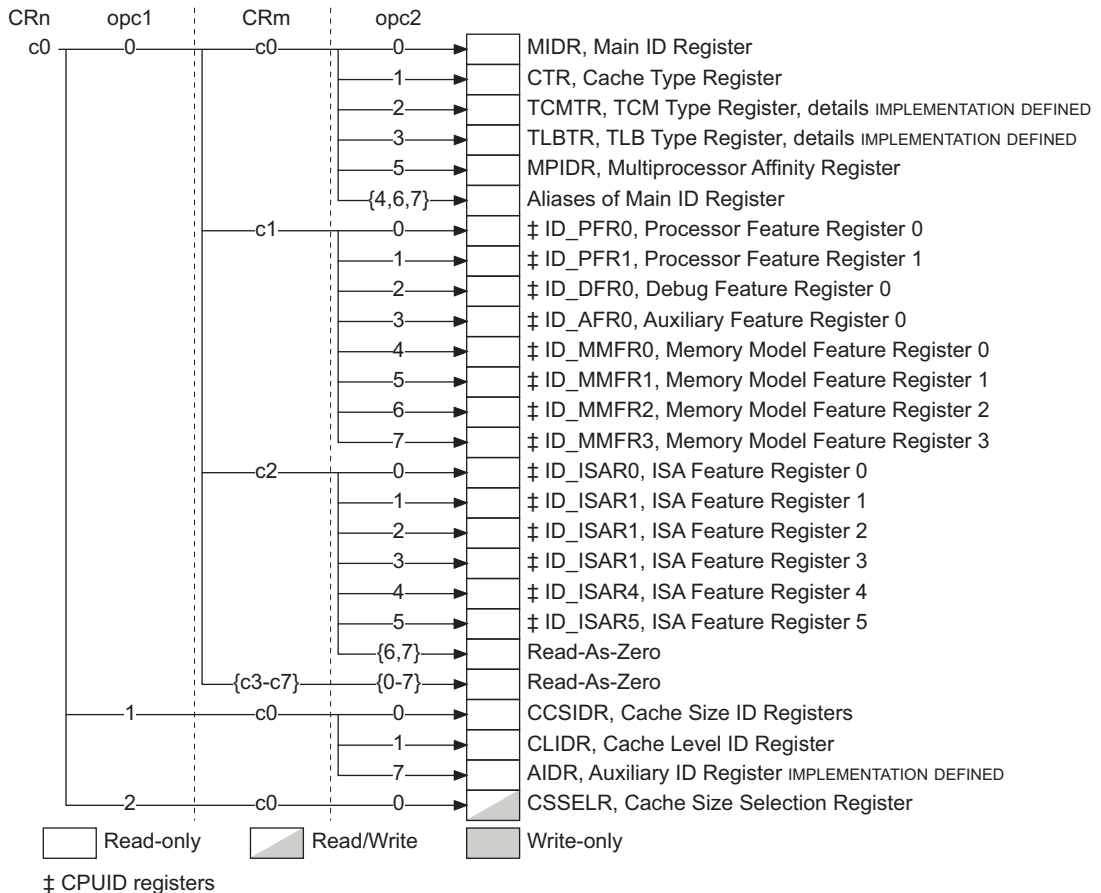 CRn opc1 CRm opc2
c0 0 c0 0 MIDR, Main ID Register
1 CTR, Cache Type Register
2 TCMTR, TCM Type Register, details IMPLEMENTATION DEFINED
3 TLBTR, TLB Type Register, details IMPLEMENTATION DEFINED
5 MPIDR, Multiprocessor Affinity Register
{4,6,7} Aliases of Main ID Register
c1 0 ‡ ID_PFR0, Processor Feature Register 0
1 ‡ ID_PFR1, Processor Feature Register 1
2 ‡ ID_DFR0, Debug Feature Register 0
3 ‡ ID_AFR0, Auxiliary Feature Register 0
4 ‡ ID_MMFR0, Memory Model Feature Register 0
5 ‡ ID_MMFR1, Memory Model Feature Register 1
6 ‡ ID_MMFR2, Memory Model Feature Register 2
7 ‡ ID_MMFR3, Memory Model Feature Register 3
c2 0 ‡ ID_ISAR0, ISA Feature Register 0
1 ‡ ID_ISAR1, ISA Feature Register 1
2 ‡ ID_ISAR1, ISA Feature Register 2
3 ‡ ID_ISAR1, ISA Feature Register 3
4 ‡ ID_ISAR4, ISA Feature Register 4
5 ‡ ID_ISAR5, ISA Feature Register 5
{6,7} Read-As-Zero
{c3-c7} {0-7} Read-As-Zero
1 c0 0 CCSIDR, Cache Size ID Registers
1 CLIDR, Cache Level ID Register
7 AIDR, Auxiliary ID Register IMPLEMENTATION DEFINED
2 c0 0 CSSELR, Cache Size Selection Register
Read-only Read/Write Write-only
‡ CPUID registers